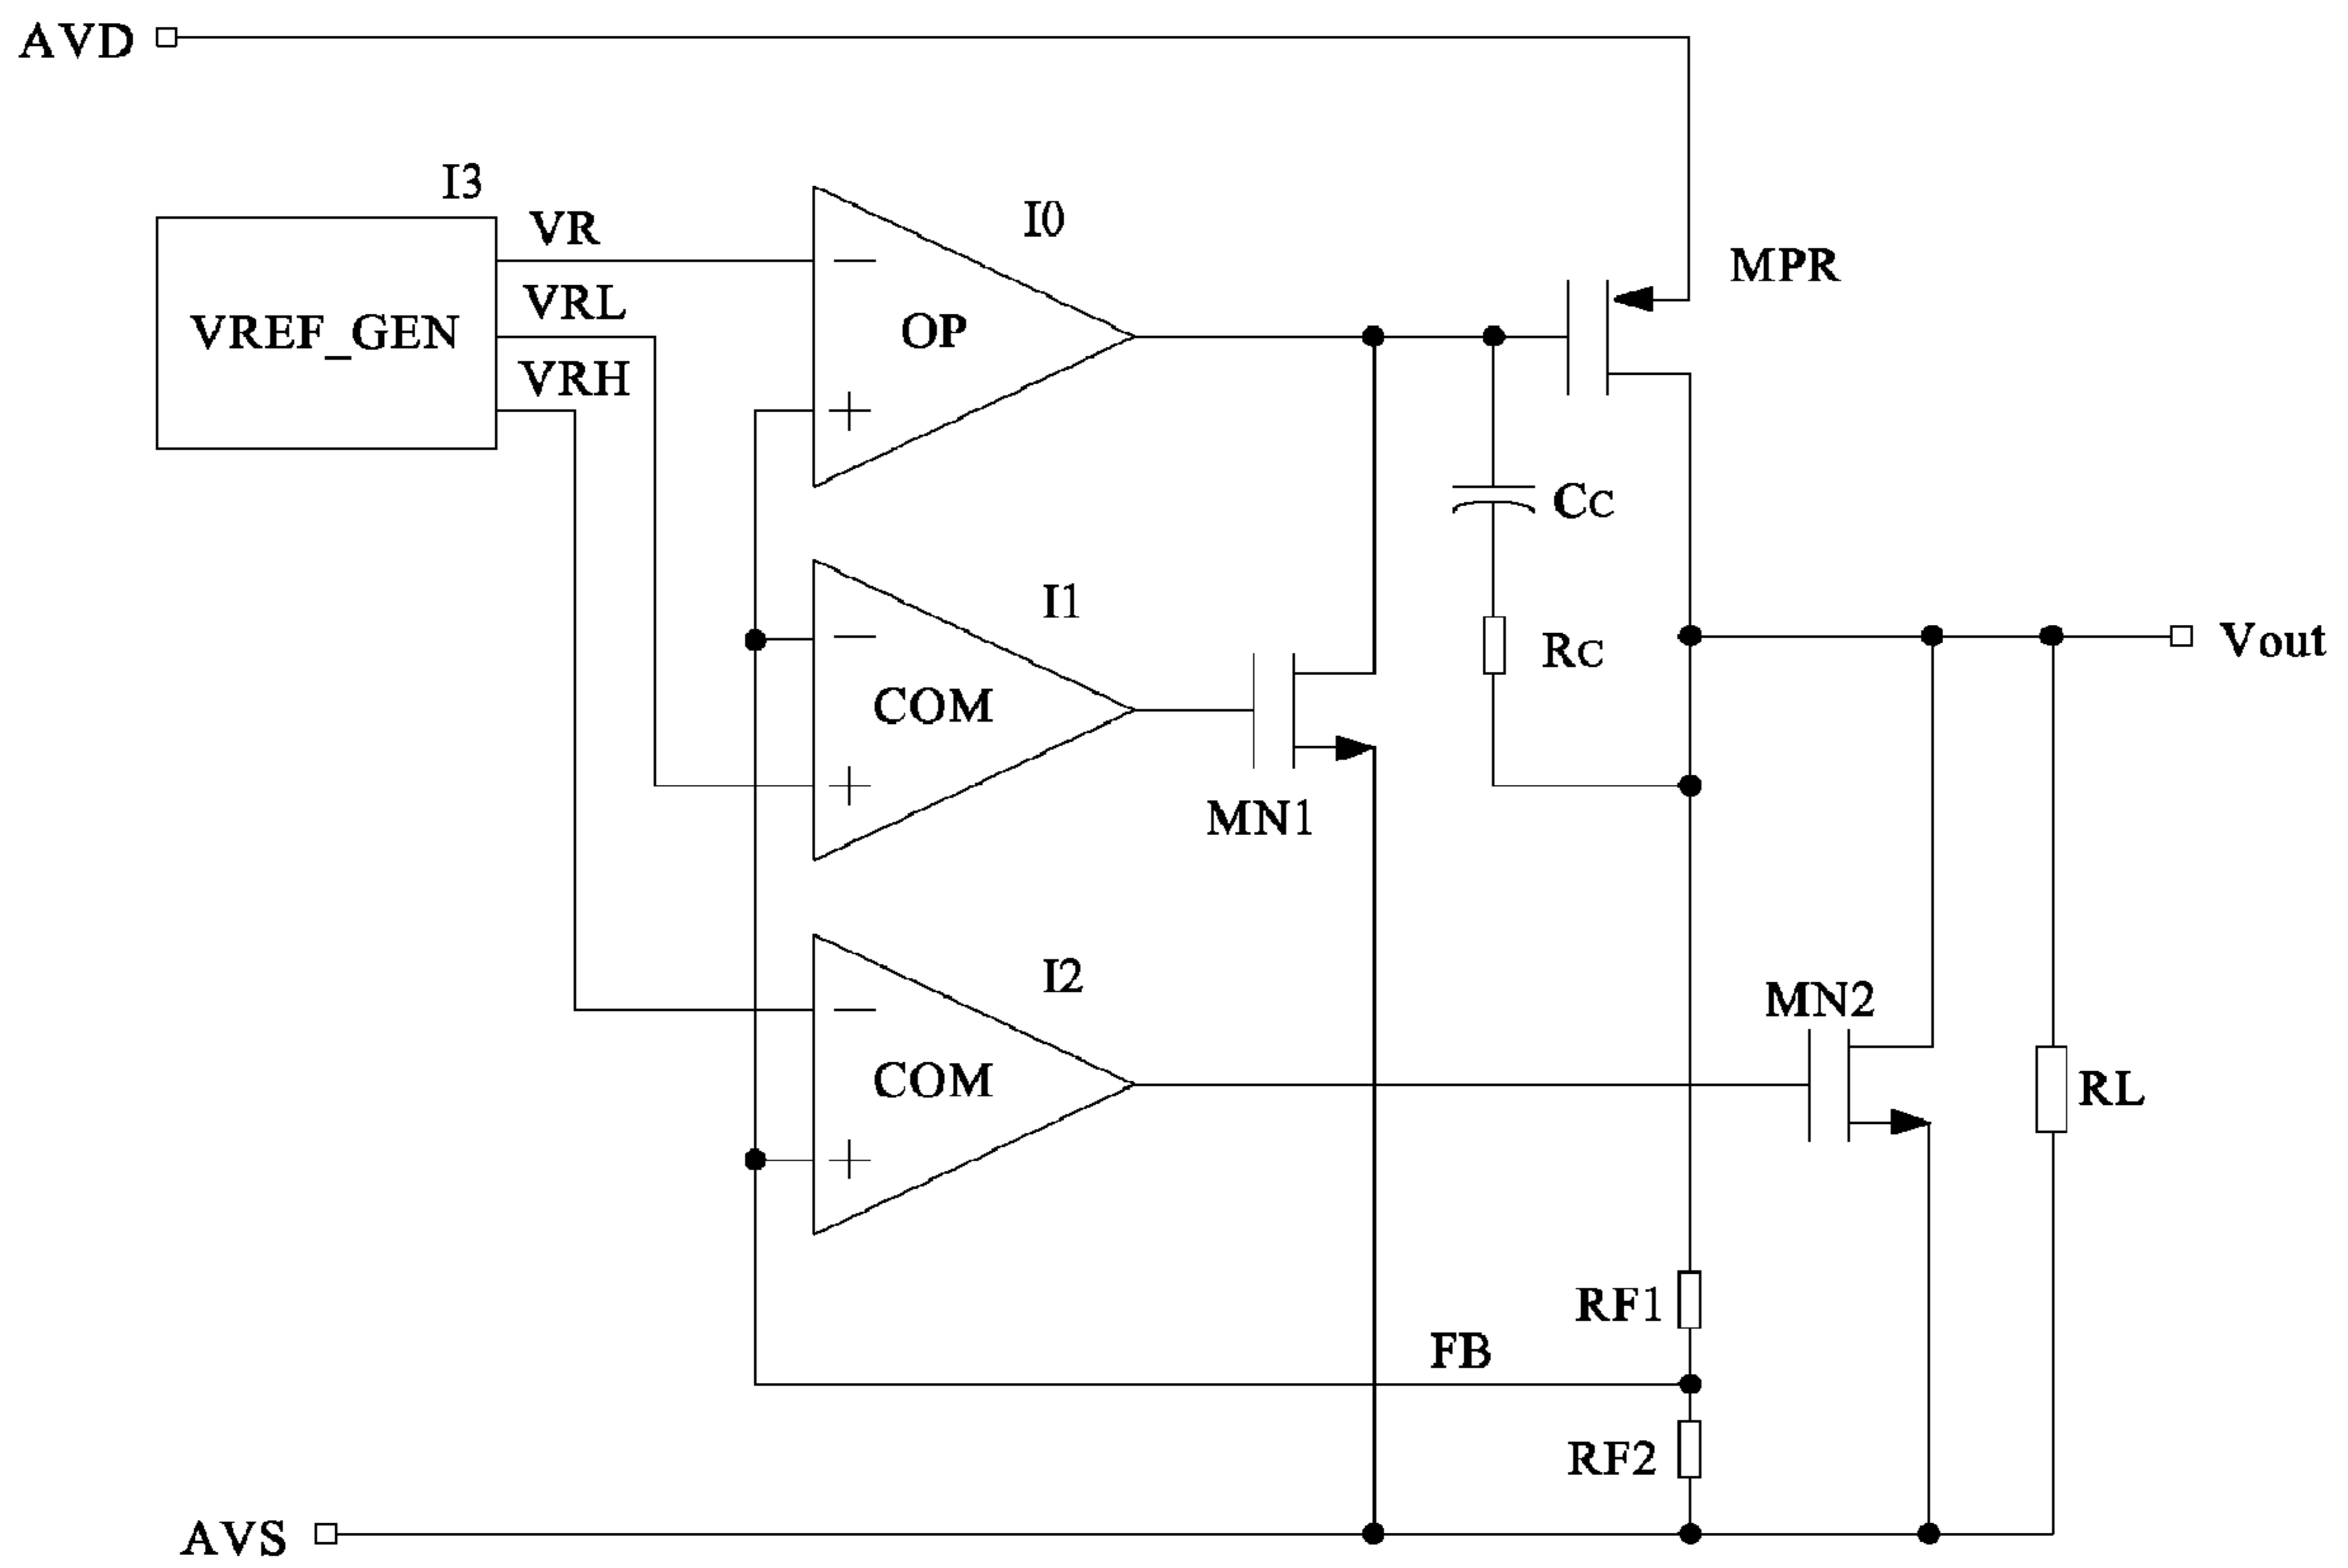 AVD
I3
VR
I0
MPR
VRL
VREF_GEN
OP
VRH
CC
I1
RC
Vout
COM
MN1
I2
MN2
COM
RL
RF1
FB
RF2
AVS